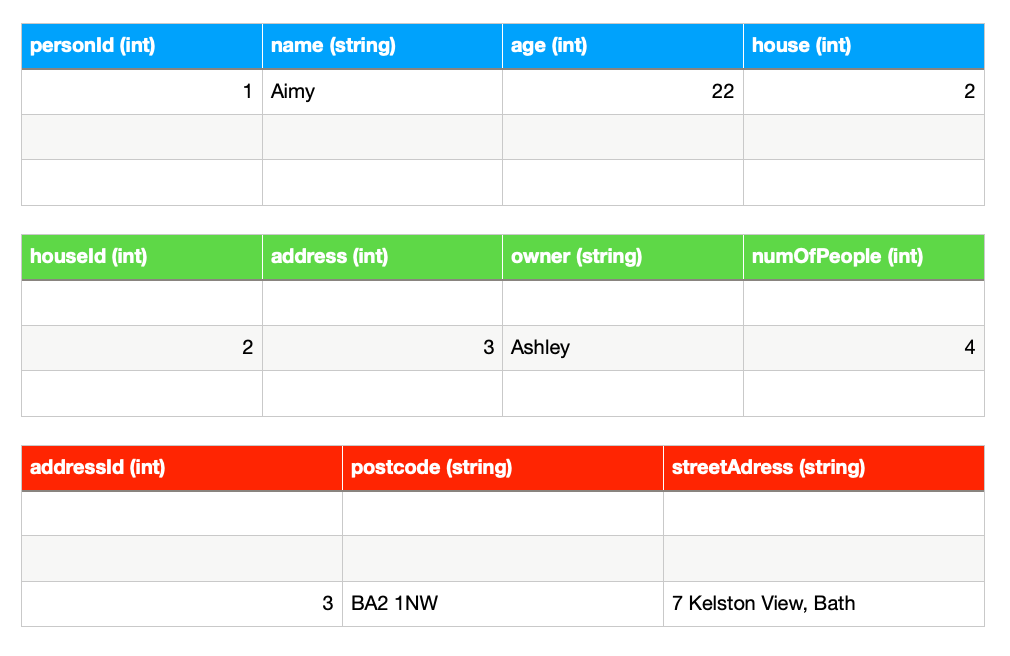 personId (int) name (string) age (int) house (int)
1 Aimy 22 2
houseId (int) address (int) owner (string) numOfPeople (int)
2 3 Ashley 4
addressId (int) postcode (string) streetAdress (string)
3 BA2 1NW 7 Kelston View, Bath